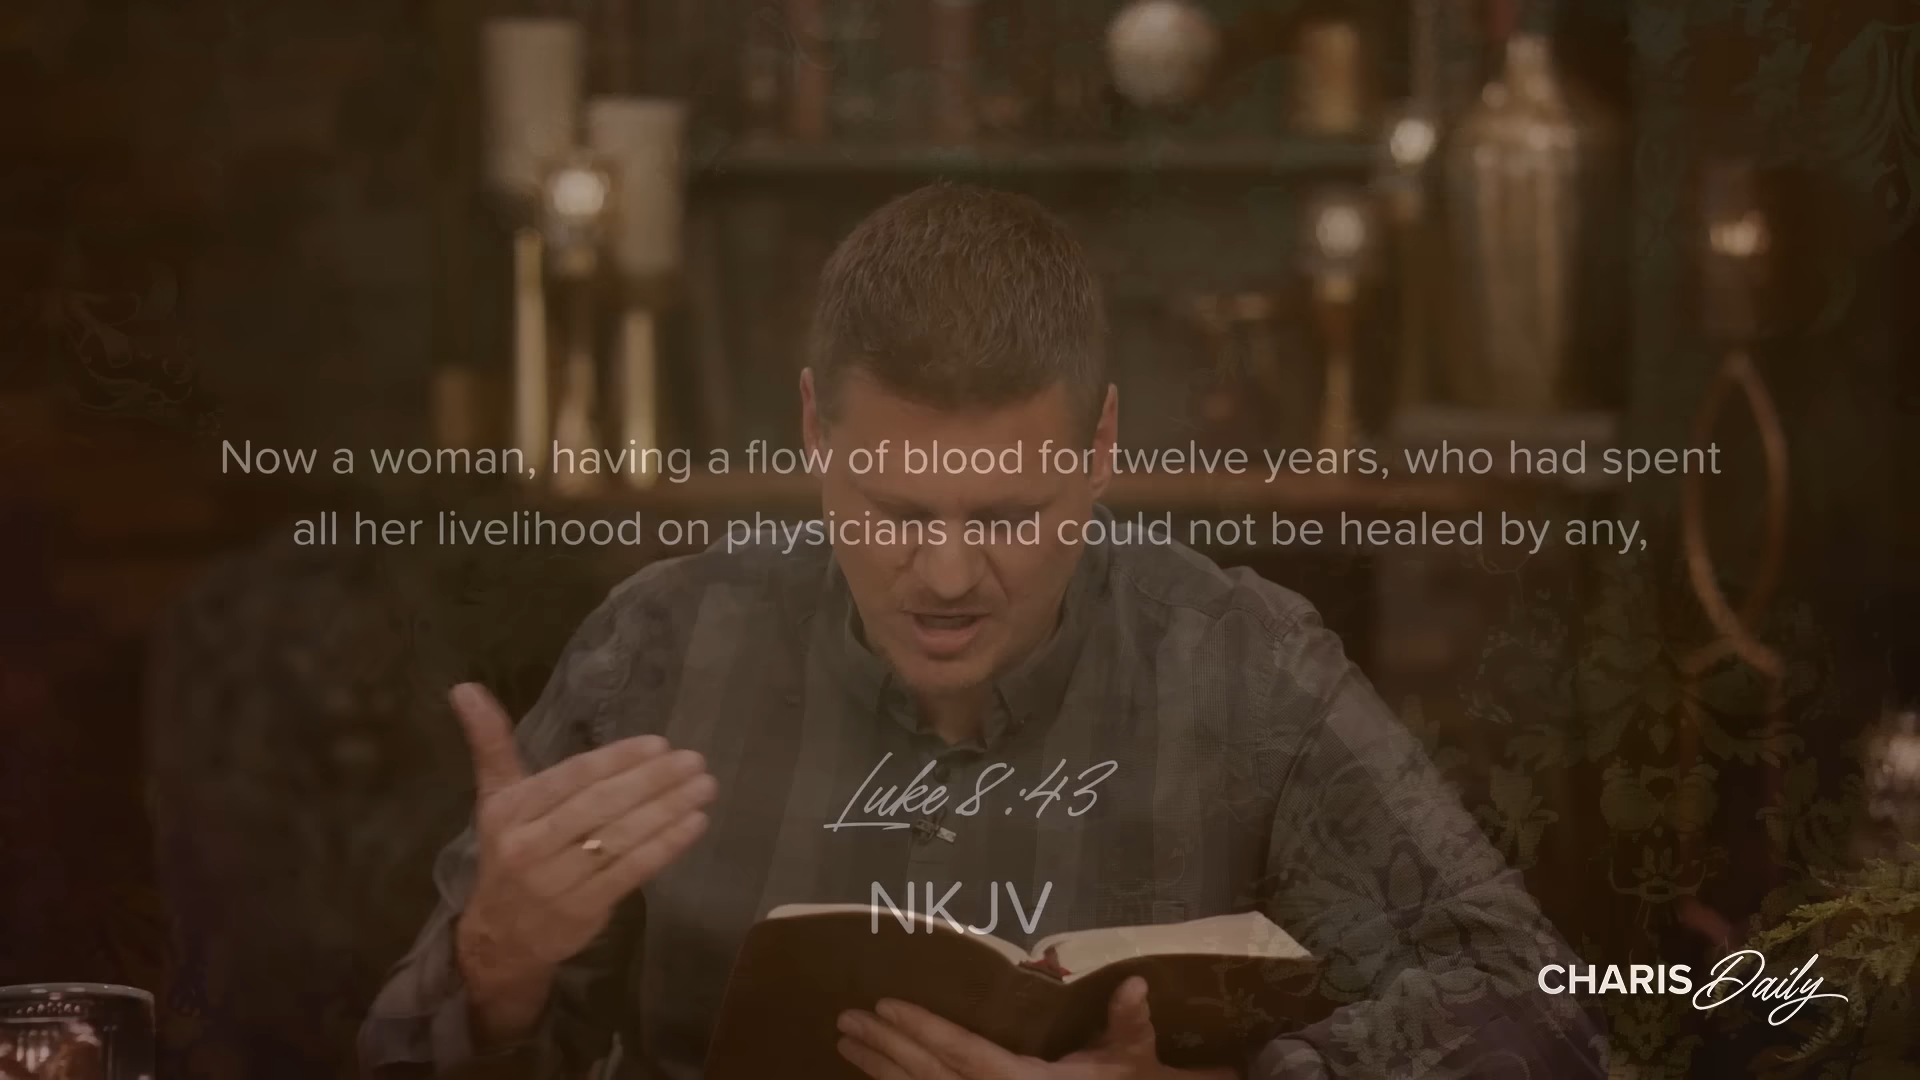 Now a woman, having a flow of blood for twelve years, who had spent
all her livelihood on physicians and could not be healed by any,
Luke 8:43
NKJV
CHARIS Daily